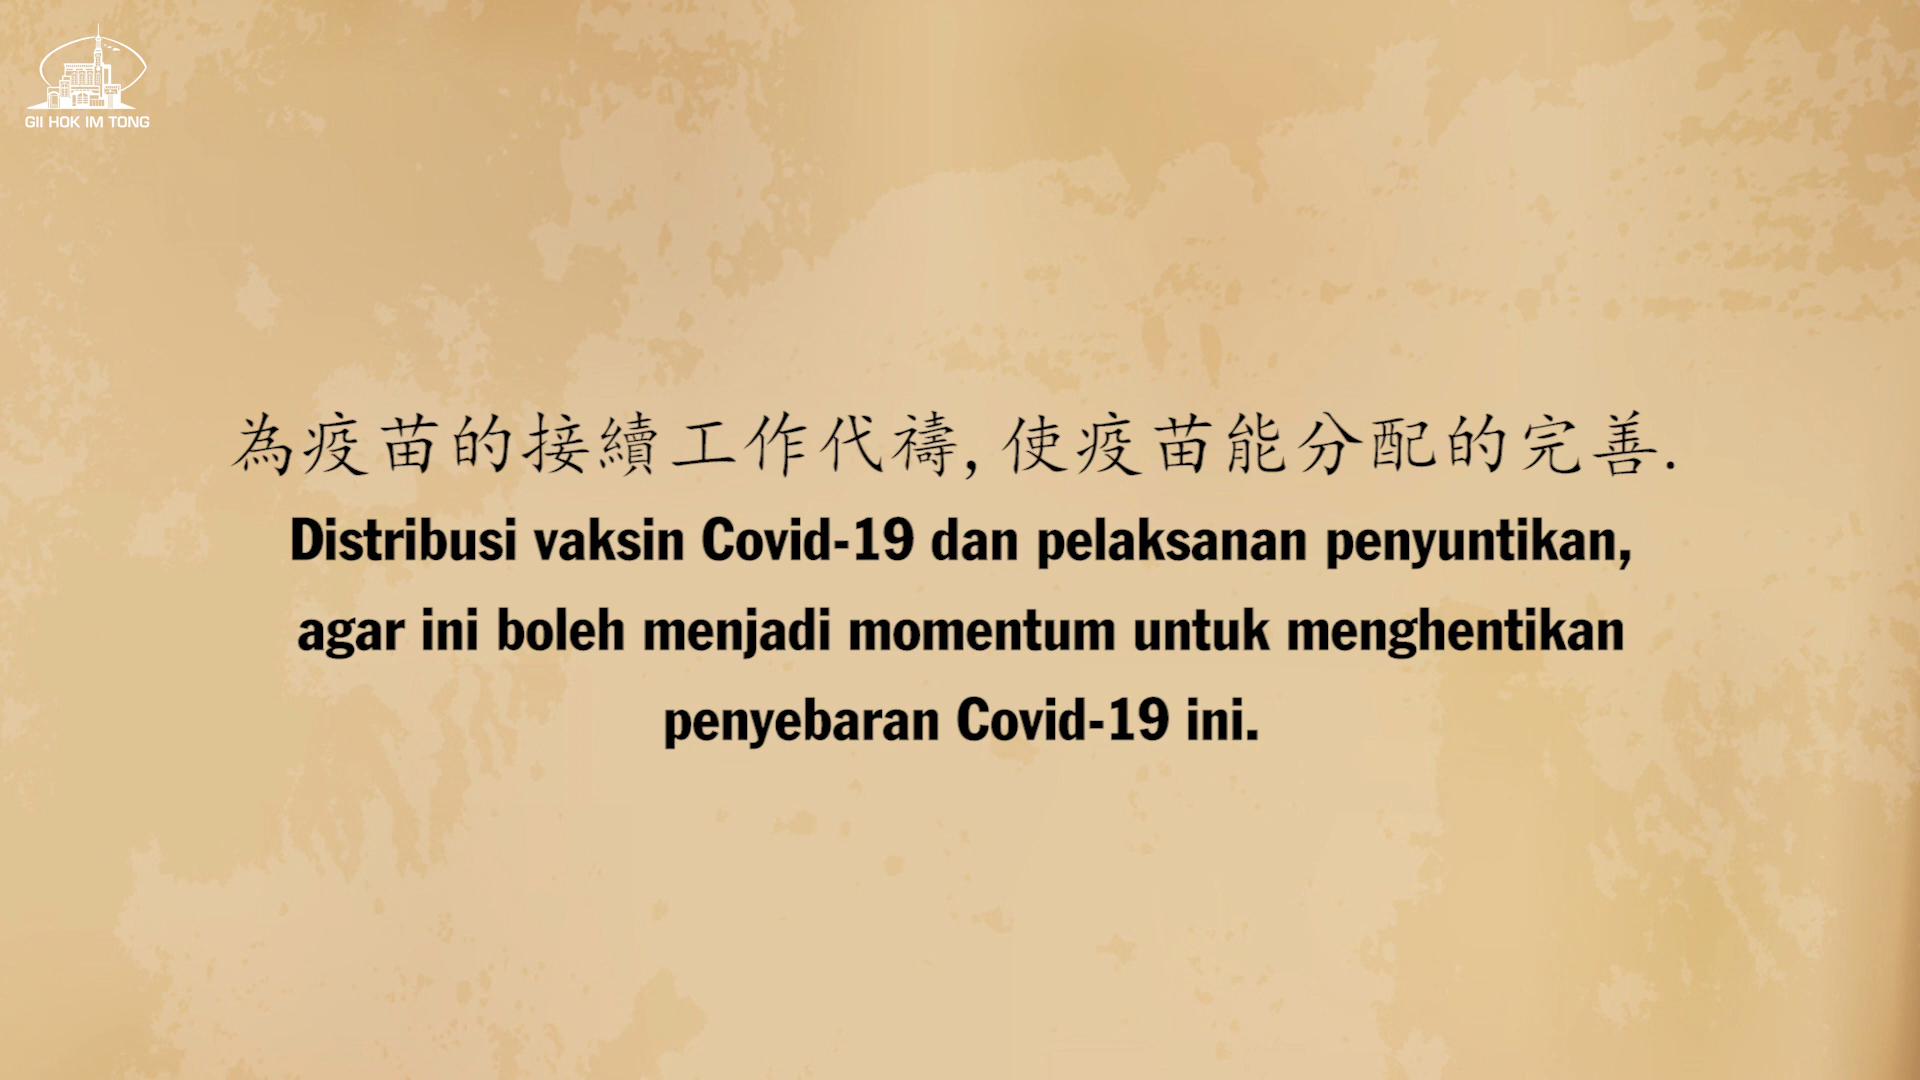 GII HOK IM TONG
為疫苗的接續工作代禱, 使疫苗能分配的完善.
Distribusi vaksin Covid-19 dan pelaksanan penyuntikan,
agar ini boleh menjadi momentum untuk menghentikan
penyebaran Covid-19 ini.